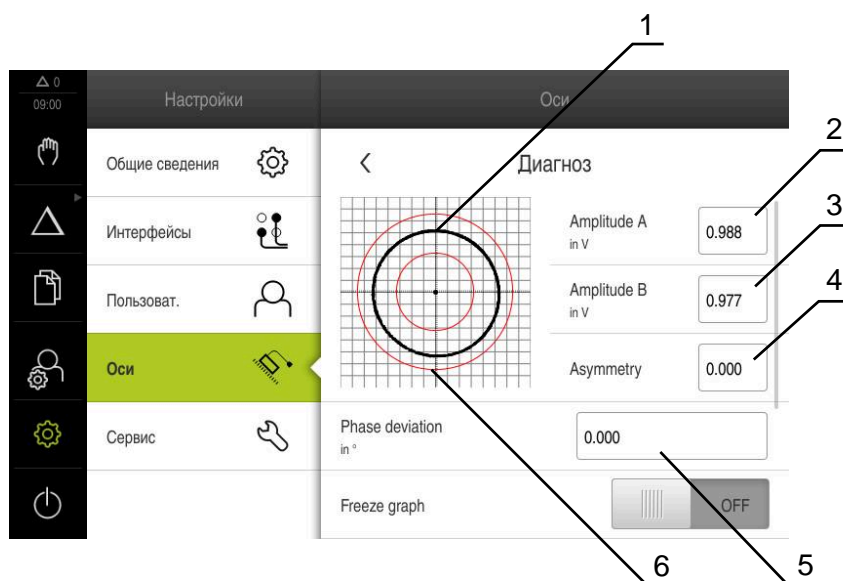 1
△ 0
09:00
Настройки
Оси
Общие сведения
Диагноз
2
Интерфейсы
Amplitude A
in V
0.988
3
Пользоват.
Amplitude B
in V
0.977
4
Оси
Asymmetry
0.000
Сервис
Phase deviation
in °
0.000
Freeze graph
OFF
6
5